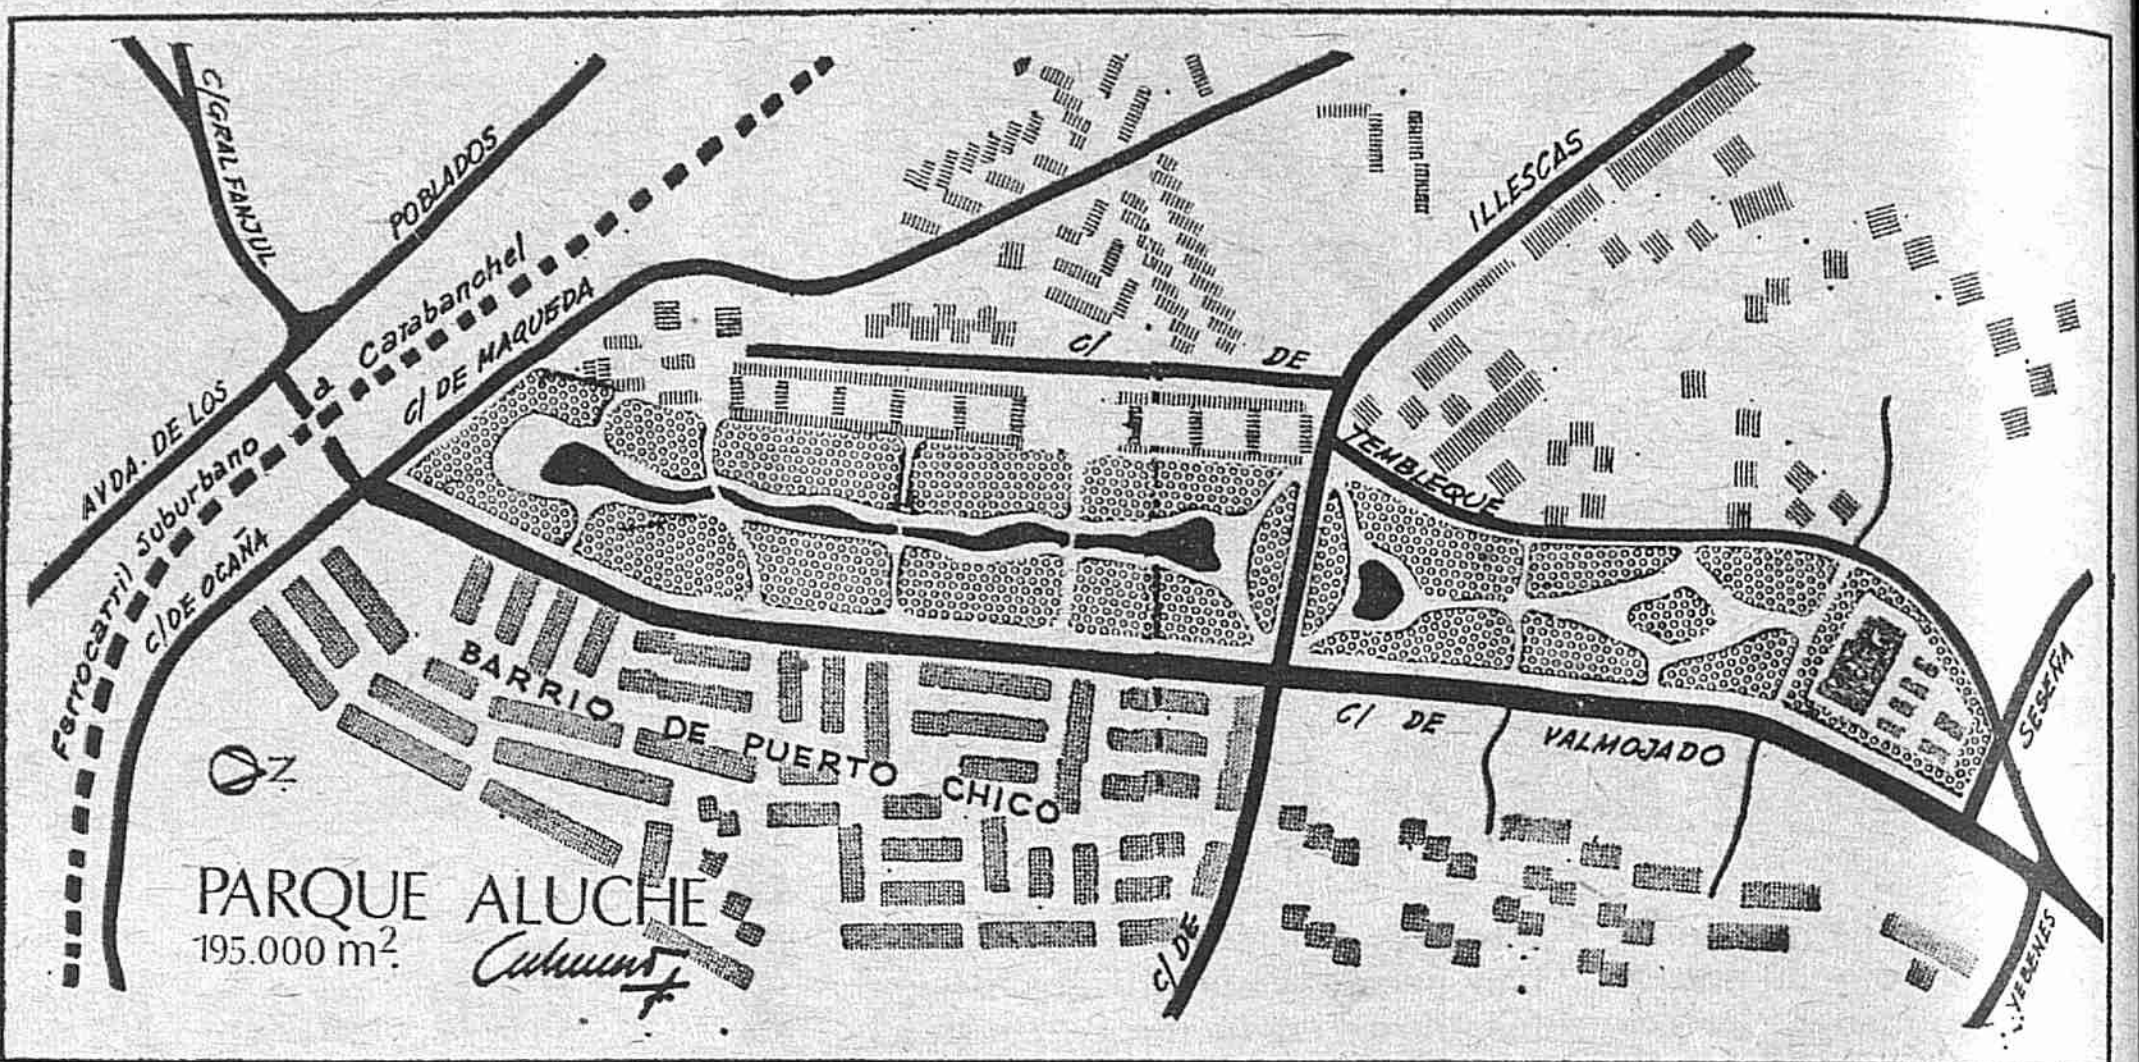 C/GRAL FANJUL
AVDA. DE LOS POBLADOS
Ferrocarril Suburbano a Carabanchel
C/ DE MAQUEDA
C/DE OCAÑA
C/ DE
ILLESCAS
TEMBLEQUE
SESEÑA
C/ DE VALMOJADO
BARRIO DE PUERTO CHICO
N
C/ DE
YEBENES
PARQUE ALUCHE
195.000 m².